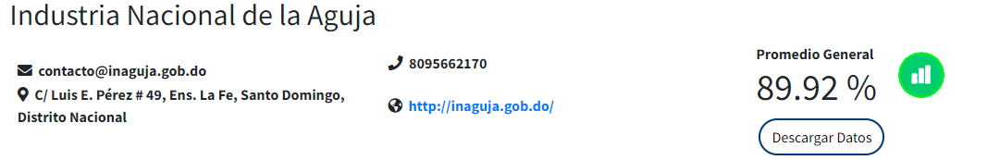 Industria Nacional de la Aguja
contacto@inaguja.gob.do
C/ Luis E. Pérez # 49, Ens. La Fe, Santo Domingo,
Distrito Nacional
8095662170
http://inaguja.gob.do/
Promedio General
89.92 %
Descargar Datos